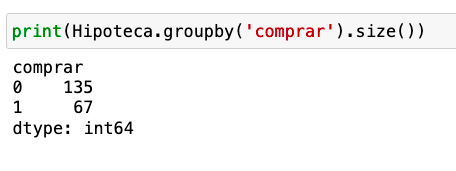 print(Hipoteca.groupby('comprar').size())
comprar
0    135
1     67
dtype: int64